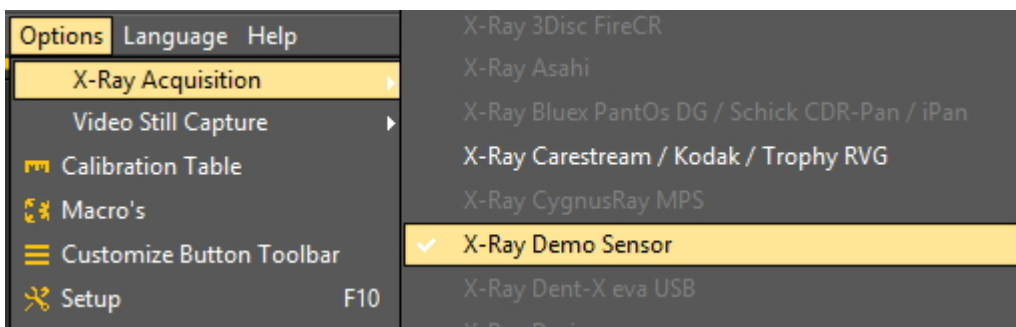 Options Language Help
X-Ray Acquisition
Video Still Capture
Calibration Table
Macro's
Customize Button Toolbar
Setup F10
X-Ray 3Disc FireCR
X-Ray Asahi
X-Ray Bluex PantOs DG / Schick CDR-Pan / iPan
X-Ray Carestream / Kodak / Trophy RVG
X-Ray CygnusRay MPS
X-Ray Demo Sensor
X-Ray Dent-X eva USB